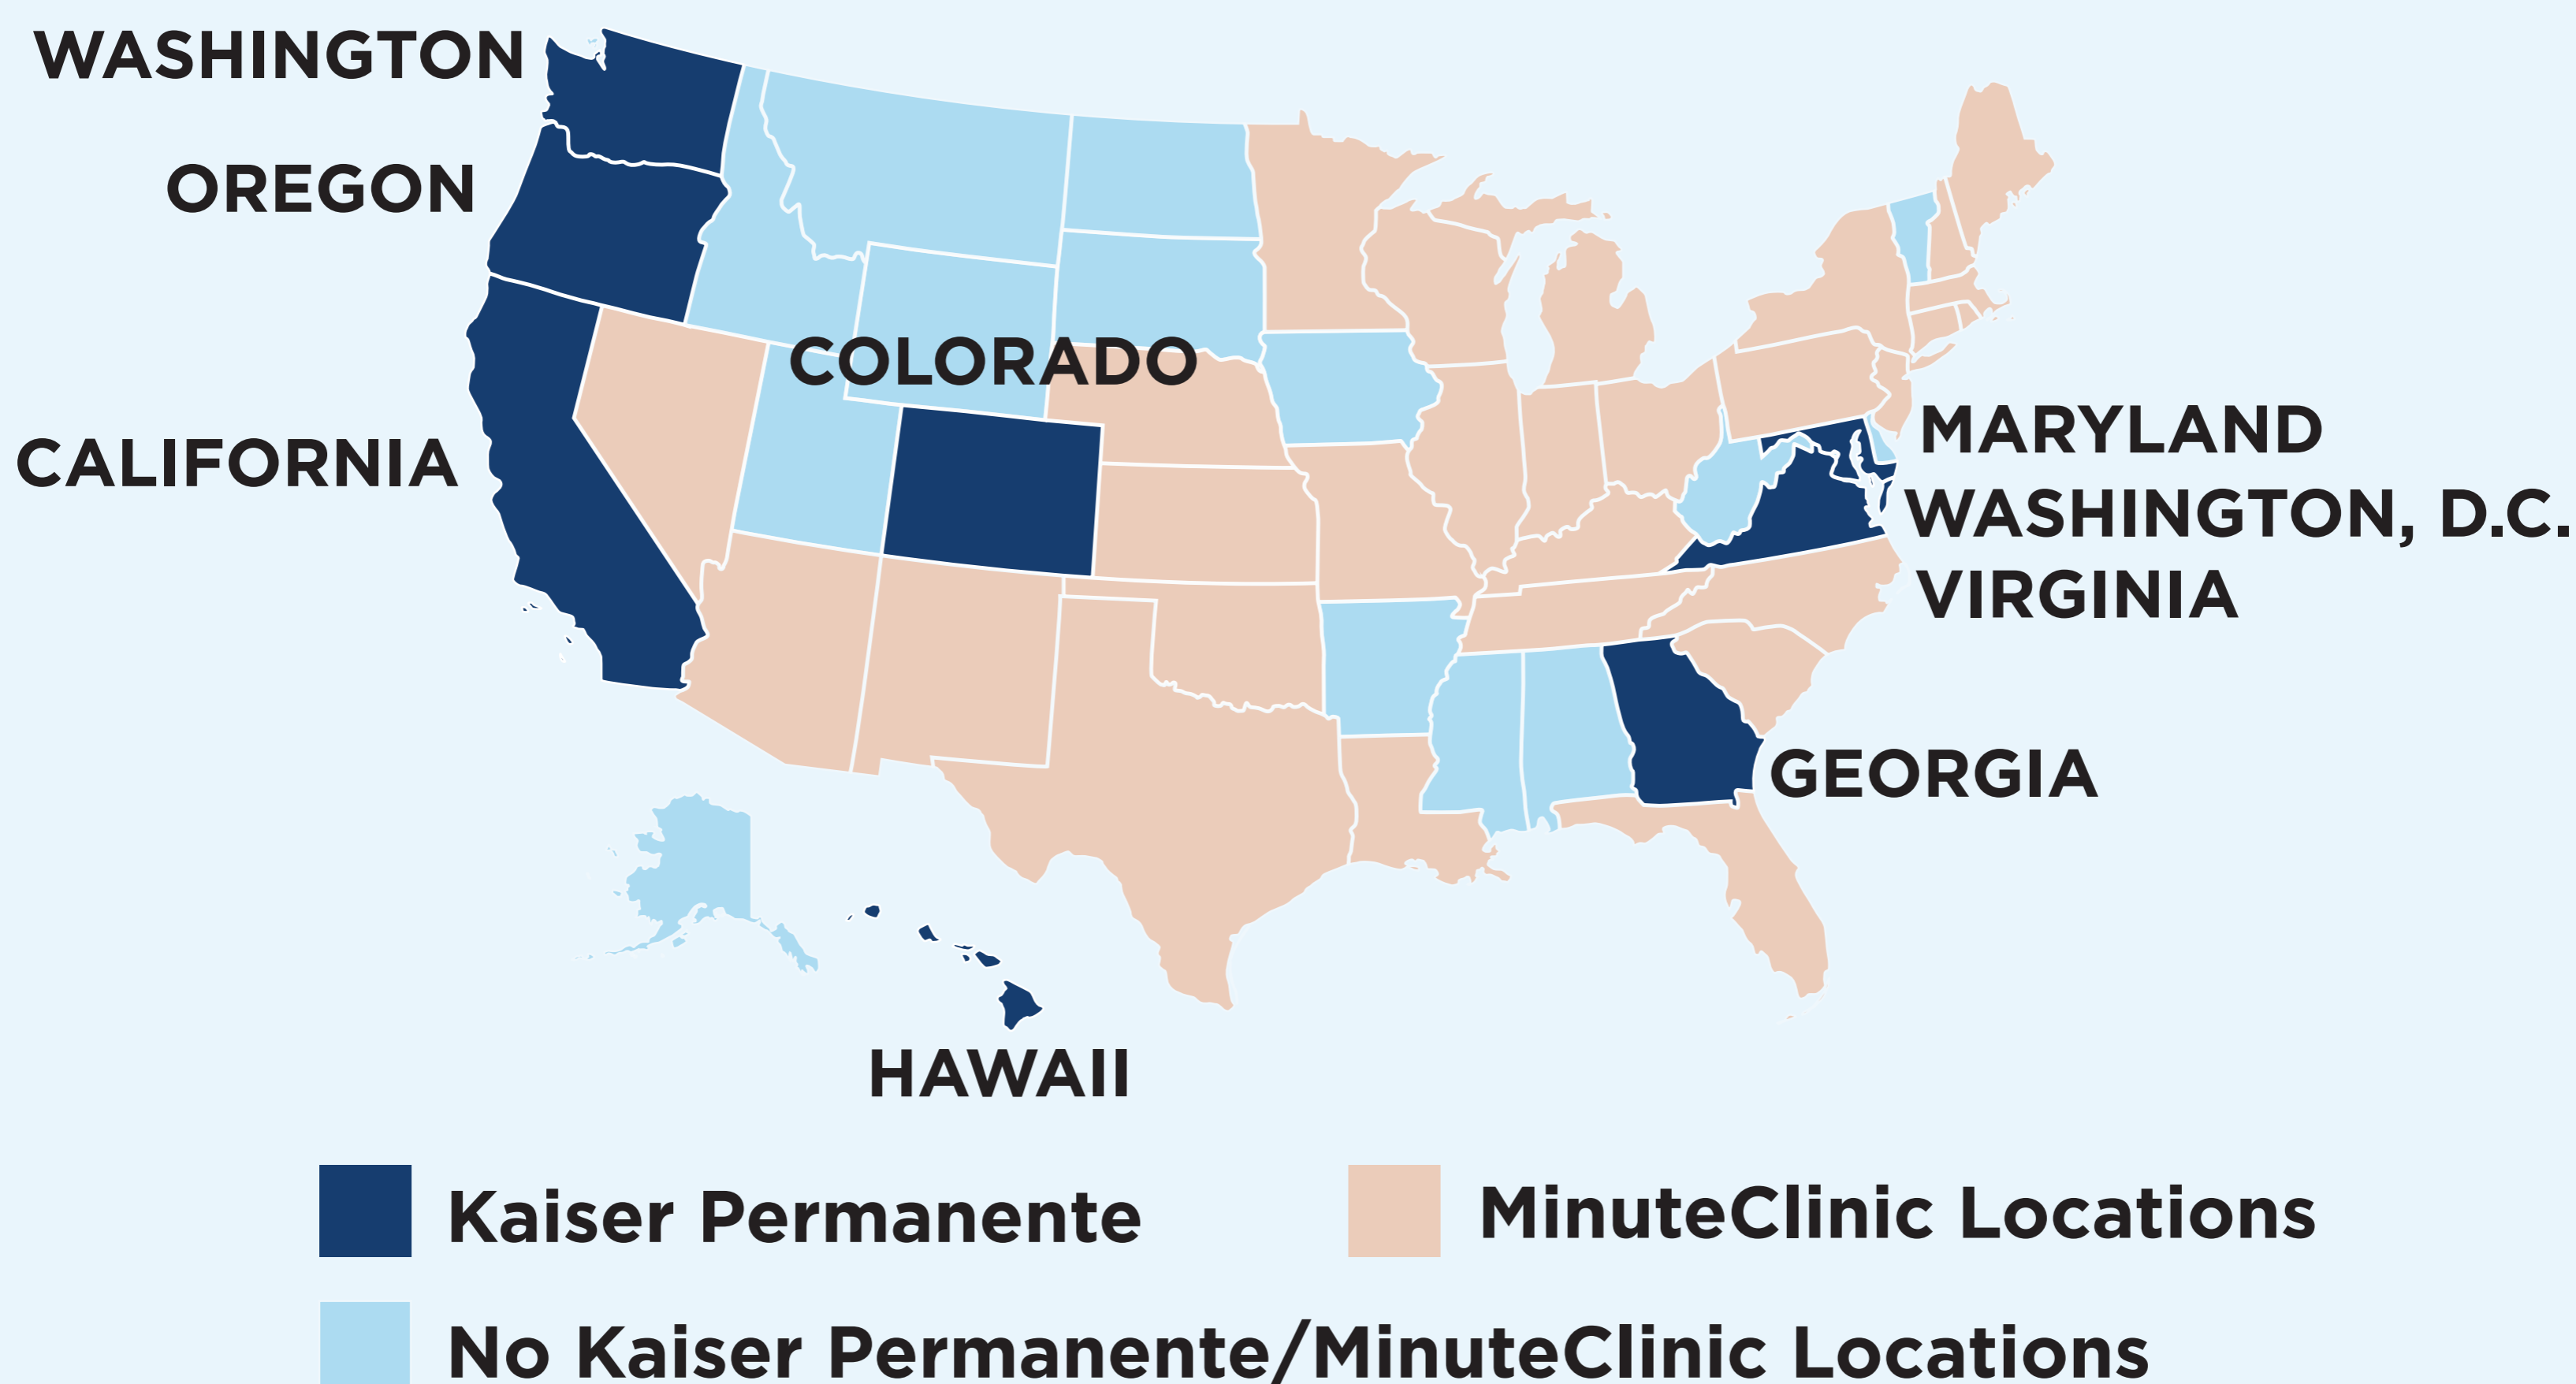 WASHINGTON
OREGON
COLORADO
CALIFORNIA
MARYLAND
WASHINGTON, D.C.
VIRGINIA
GEORGIA
HAWAII
Kaiser Permanente
MinuteClinic Locations
No Kaiser Permanente/MinuteClinic Locations